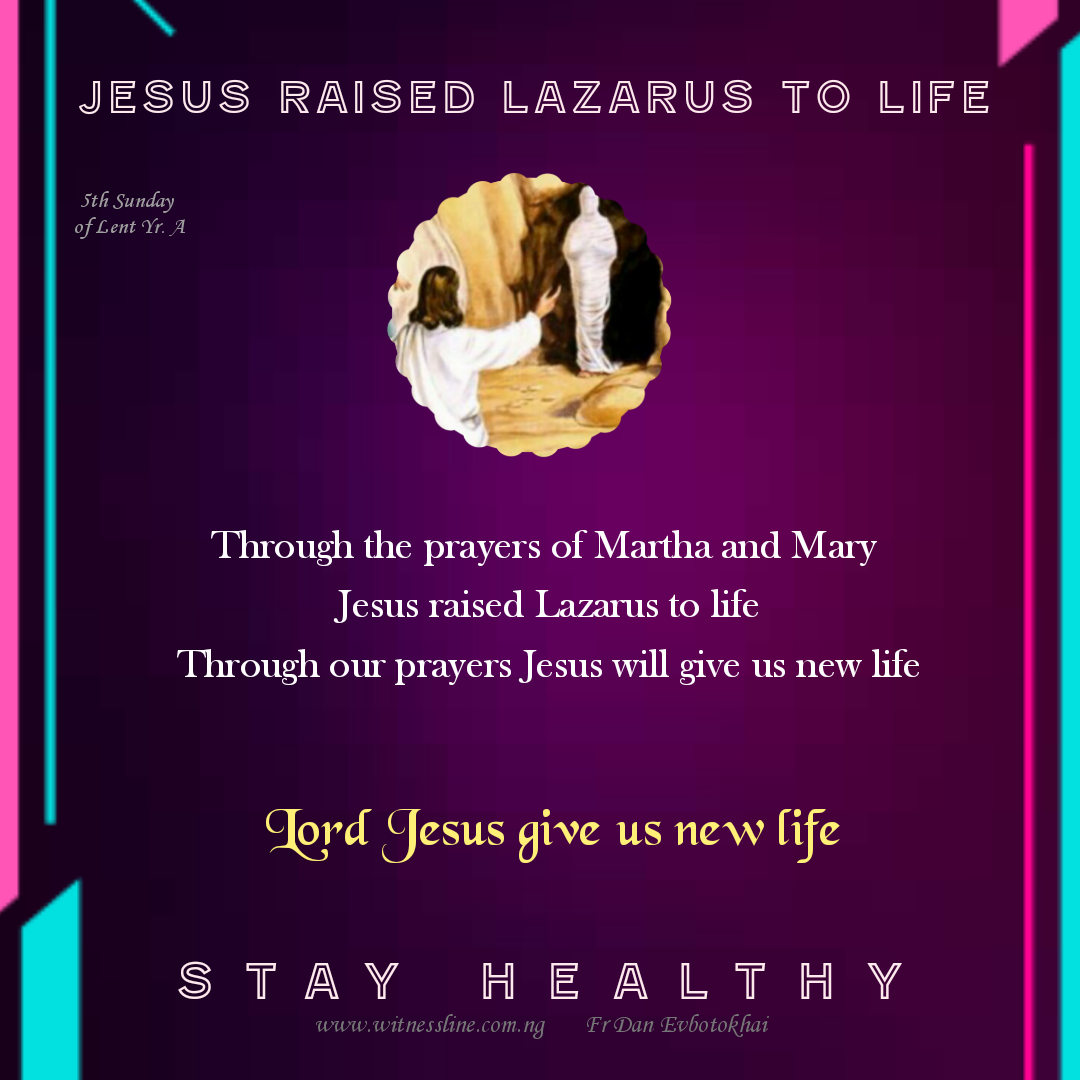 JESUS RAISED LAZARUS TO LIFE
5th Sunday
of Lent Yr. A
Through the prayers of Martha and Mary
Jesus raised Lazarus to life
Through our prayers Jesus will give us new life
Lord Jesus give us new life
STAY HEALTHY
www.witnessline.com.ng Fr Dan Evbotokhai